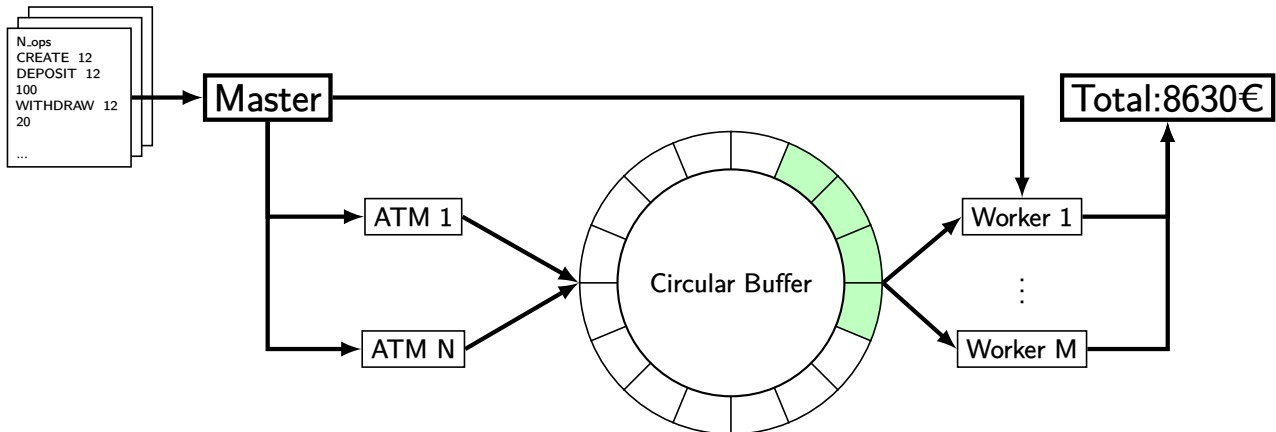 N_ops
CREATE 12
DEPOSIT 12
100
WITHDRAW 12
20
...
Master
Total:8630€
ATM 1
Worker 1
Circular Buffer
⋮
ATM N
Worker M